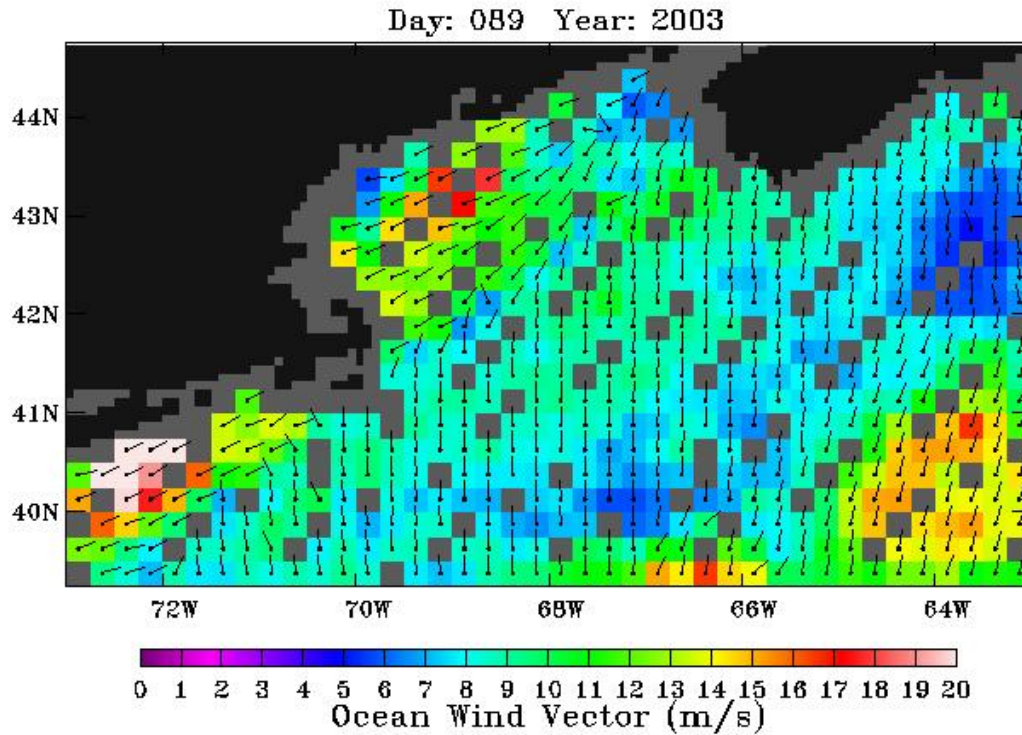 Day: 089 Year: 2003
44N
43N
42N
41N
40N
72W 70W 68W 66W 64W
0 1 2 3 4 5 6 7 8 9 10 11 12 13 14 15 16 17 18 19 20
Ocean Wind Vector (m/s)